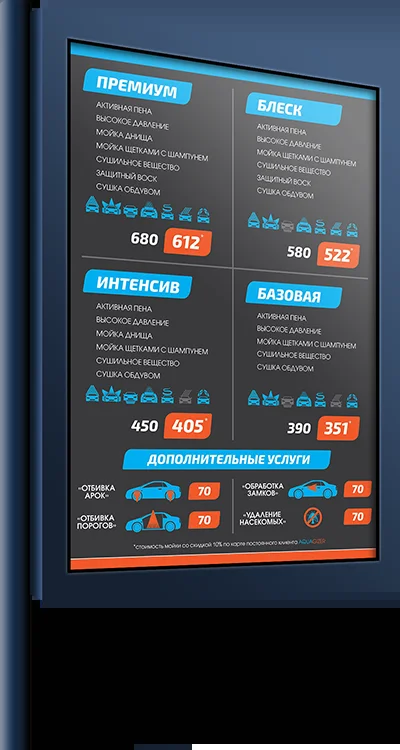 ПРЕМИУМ
АКТИВНАЯ ПЕНА
ВЫСОКОЕ ДАВЛЕНИЕ
МОЙКА ДНИЩА
МОЙКА ЩЕТКАМИ С ШАМПУНЕМ
СУШИЛЬНОЕ ВЕЩЕСТВО
ЗАЩИТНЫЙ ВОСК
СУШКА ОБДУВОМ
680 612*
БЛЕСК
АКТИВНАЯ ПЕНА
ВЫСОКОЕ ДАВЛЕНИЕ
МОЙКА ЩЕТКАМИ С ШАМПУНЕМ
СУШИЛЬНОЕ ВЕЩЕСТВО
ЗАЩИТНЫЙ ВОСК
СУШКА ОБДУВОМ
580 522*
ИНТЕНСИВ
АКТИВНАЯ ПЕНА
ВЫСОКОЕ ДАВЛЕНИЕ
МОЙКА ДНИЩА
МОЙКА ЩЕТКАМИ С ШАМПУНЕМ
СУШИЛЬНОЕ ВЕЩЕСТВО
СУШКА ОБДУВОМ
450 405*
БАЗОВАЯ
АКТИВНАЯ ПЕНА
ВЫСОКОЕ ДАВЛЕНИЕ
МОЙКА ЩЕТКАМИ С ШАМПУНЕМ
СУШИЛЬНОЕ ВЕЩЕСТВО
СУШКА ОБДУВОМ
390 351*
ДОПОЛНИТЕЛЬНЫЕ УСЛУГИ
«ОТБИВКА
АРОК»
70
«ОБРАБОТКА
ЗАМКОВ»
70
«ОТБИВКА
ПОРОГОВ»
70
«УДАЛЕНИЕ
НАСЕКОМЫХ»
70
*стоимость мойки со скидкой 10% по карте постоянного клиента AQUACIZER